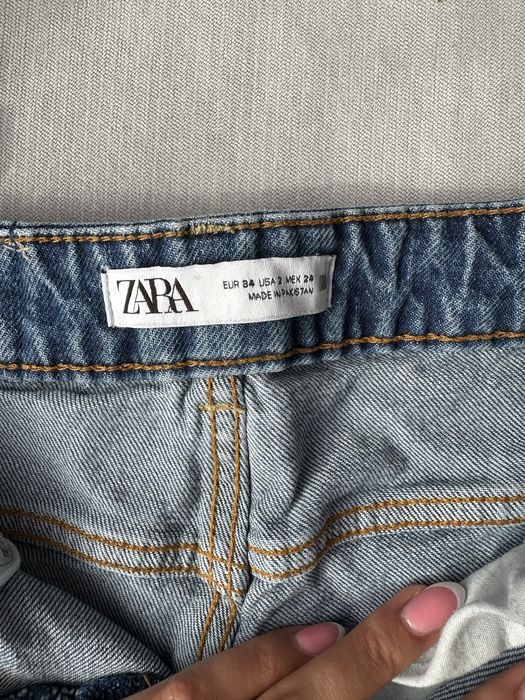 ZARA
EUR 34 USA 2 MEX 24
MADE IN PAKISTAN